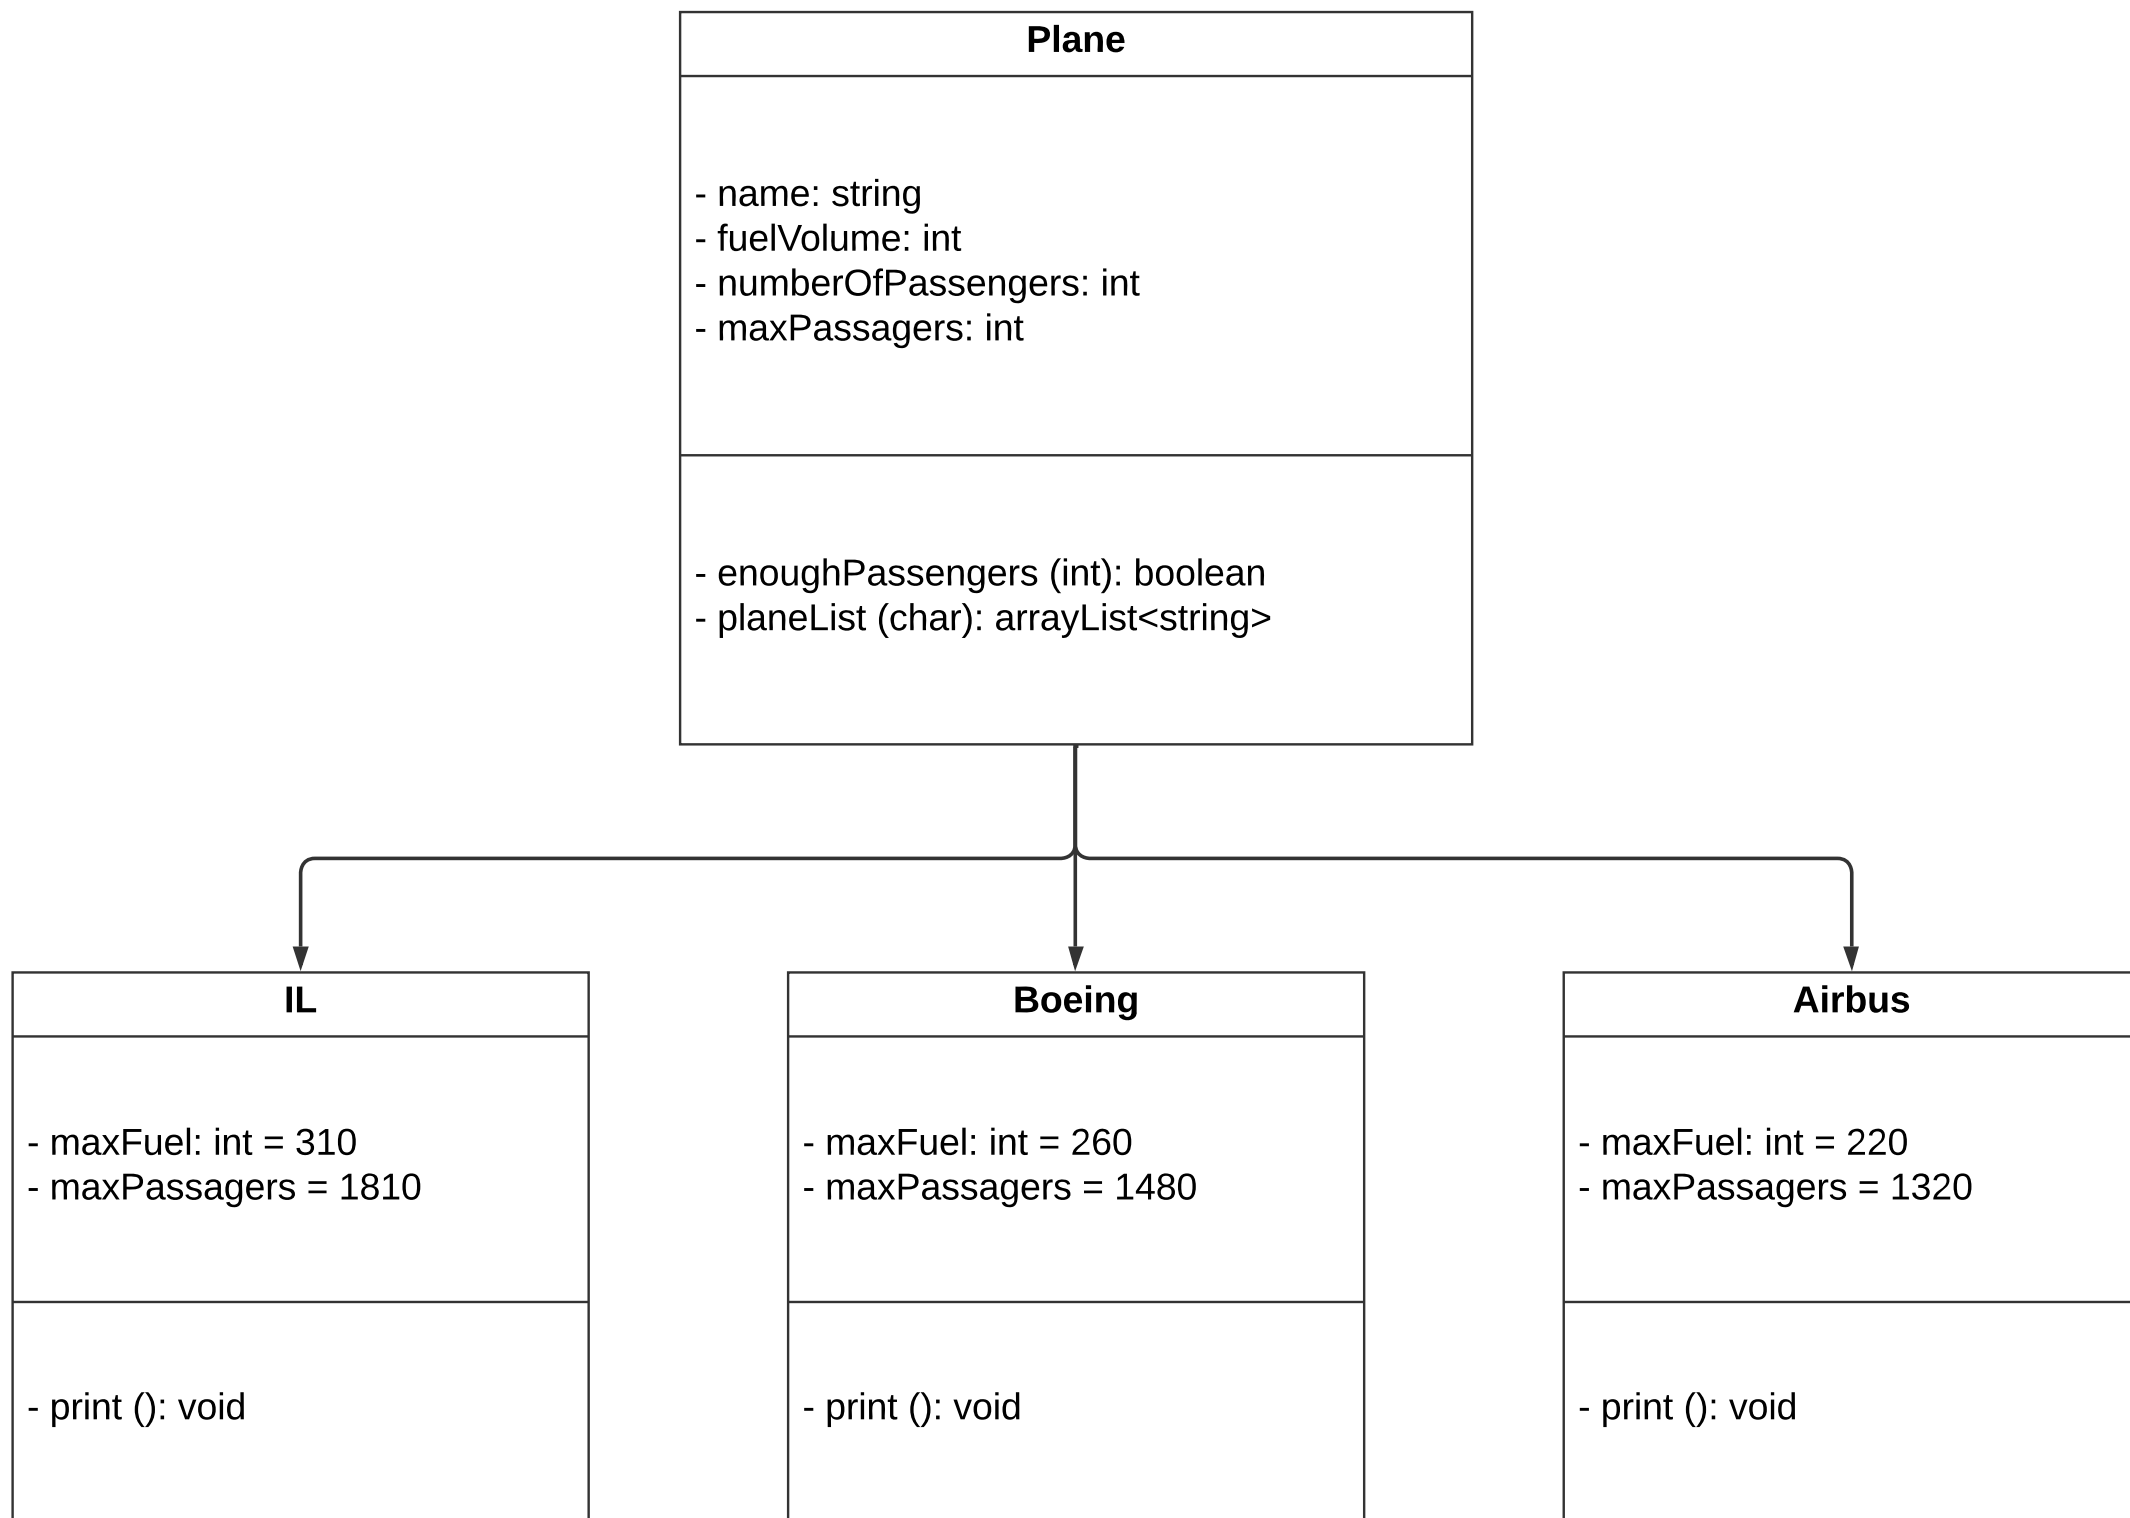 Plane
- name: string
- fuelVolume: int
- numberOfPassengers: int
- maxPassagers: int
- enoughPassengers (int): boolean
- planeList (char): arrayList<string>
IL
- maxFuel: int = 310
- maxPassagers = 1810
- print (): void
Boeing
- maxFuel: int = 260
- maxPassagers = 1480
- print (): void
Airbus
- maxFuel: int = 220
- maxPassagers = 1320
- print (): void